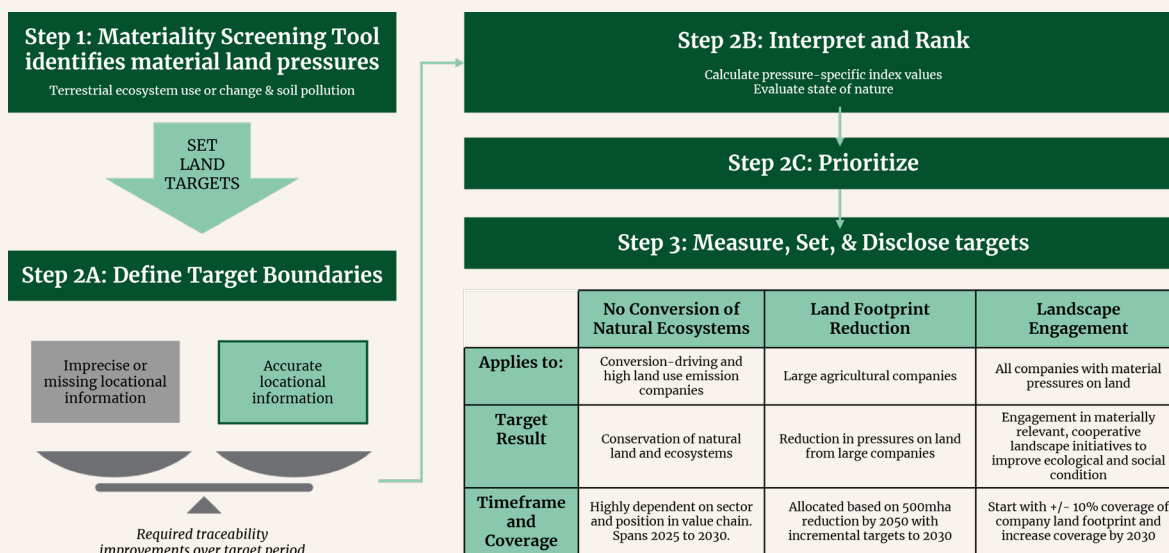 Step 1: Materiality Screening Tool
identifies material land pressures
Terrestrial ecosystem use or change & soil pollution
SET
LAND
TARGETS
Step 2A: Define Target Boundaries
Imprecise or
missing locational
information
Accurate
locational
information
Required traceability
improvements over target period
Step 2B: Interpret and Rank
Calculate pressure-specific index values
Evaluate state of nature
Step 2C: Prioritize
Step 3: Measure, Set, & Disclose targets
No Conversion of
Natural Ecosystems
Land Footprint
Reduction
Landscape
Engagement
Applies to:
Conversion-driving and
high land use emission
companies
Large agricultural companies
All companies with material
pressures on land
Target
Result
Conservation of natural
land and ecosystems
Reduction in pressures on land
from large companies
Engagement in materially
relevant, cooperative
landscape initiatives to
improve ecological and social
condition
Timeframe
and
Coverage
Highly dependent on sector
and position in value chain.
Spans 2025 to 2030.
Allocated based on 500mha
reduction by 2050 with
incremental targets to 2030
Start with +/- 10% coverage of
company land footprint and
increase coverage by 2030